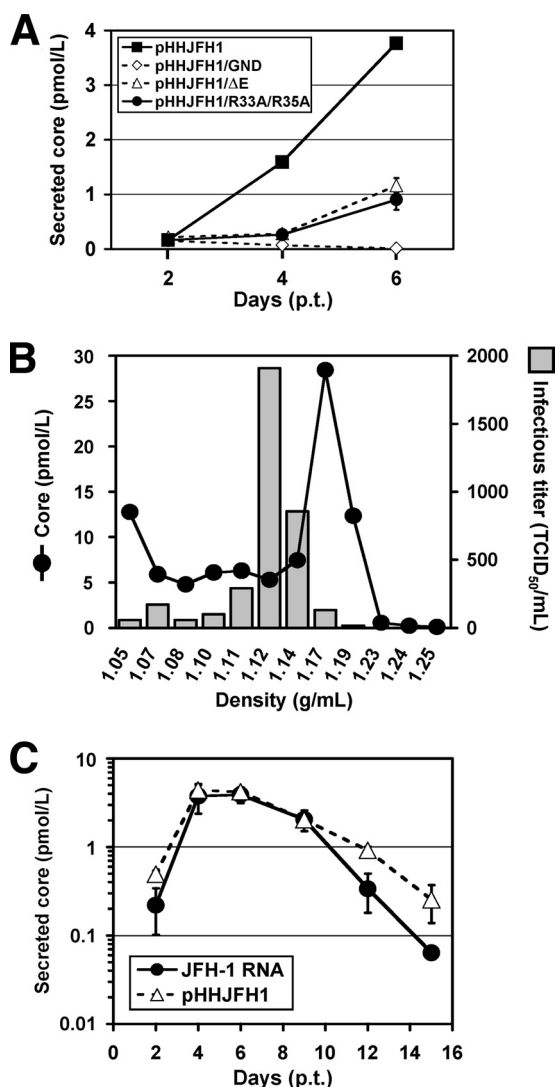 A
Secreted core (pmol/L)
4
3
2
1
0
pHHJFH1
pHHJFH1/GND
pHHJFH1/ΔE
pHHJFH1/R33A/R35A
2 4 6
Days (p.t.)
B
Core (pmol/L)
30
25
20
15
10
5
0
2000
1500
1000
500
0
Infectious titer (TCID50/mL)
1.05 1.07 1.08 1.10 1.11 1.12 1.14 1.17 1.19 1.23 1.24 1.25
Density (g/mL)
C
Secreted core (pmol/L)
10
1
0.1
0.01
JFH-1 RNA
pHHJFH1
0 2 4 6 8 10 12 14 16
Days (p.t.)